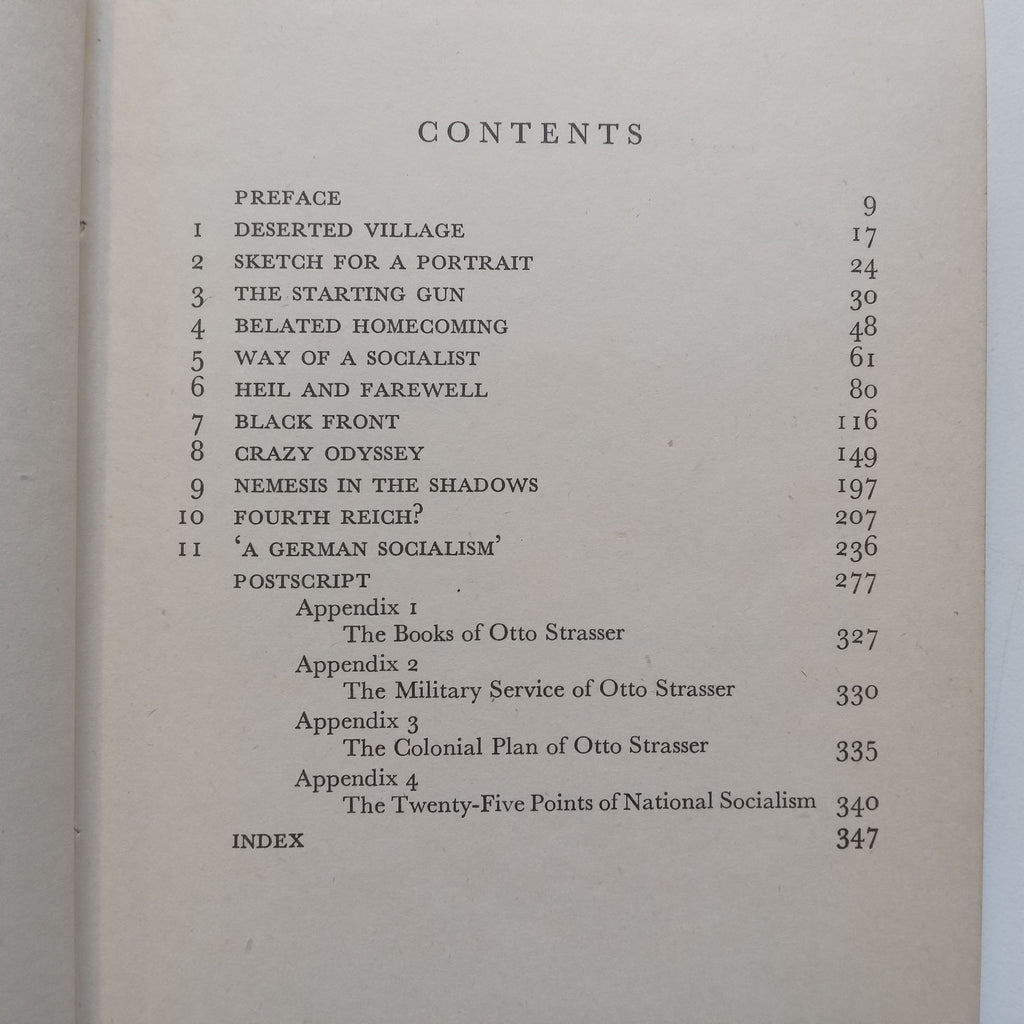 CONTENTS
PREFACE 9
1 DESERTED VILLAGE 17
2 SKETCH FOR A PORTRAIT 24
3 THE STARTING GUN 30
4 BELATED HOMECOMING 48
5 WAY OF A SOCIALIST 61
6 HEIL AND FAREWELL 80
7 BLACK FRONT 116
8 CRAZY ODYSSEY 149
9 NEMESIS IN THE SHADOWS 197
10 FOURTH REICH? 207
11 ‘A GERMAN SOCIALISM’ 236
POSTSCRIPT 277
Appendix 1
The Books of Otto Strasser 327
Appendix 2
The Military Service of Otto Strasser 330
Appendix 3
The Colonial Plan of Otto Strasser 335
Appendix 4
The Twenty-Five Points of National Socialism 340
INDEX 347